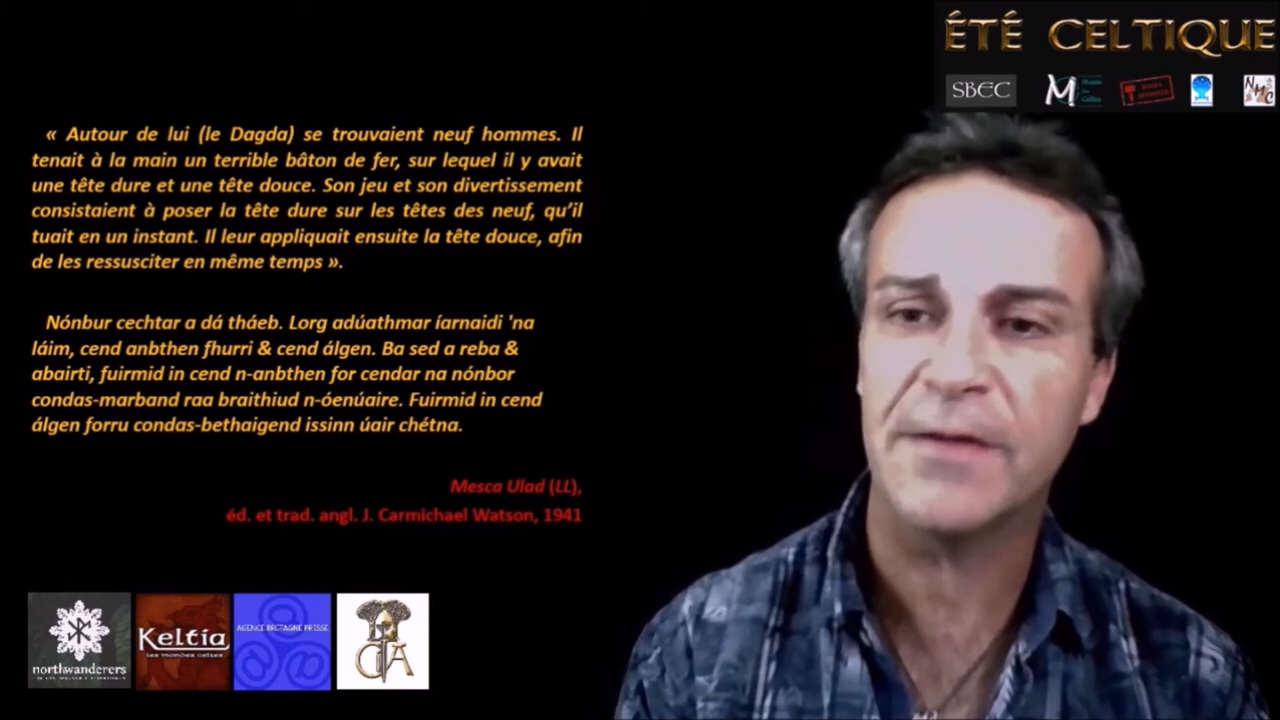 ÉTÉ CELTIQUE
SBEC
« Autour de lui (le Dagda) se trouvaient neuf hommes. Il
tenait à la main un terrible bâton de fer, sur lequel il y avait
une tête dure et une tête douce. Son jeu et son divertissement
consistaient à poser la tête dure sur les têtes des neuf, qu’il
tuait en un instant. Il leur appliquait ensuite la tête douce, afin
de les ressusciter en même temps ».
Nónbur cechtar a dá tháeb. Lorg adúathmar íarnaidi 'na
láim, cend anbthen fhurri & cend álgen. Ba sed a reba &
abairti, fuirmid in cend n-anbthen for cendar na nónbor
condas-marband raa braithiud n-óenúaire. Fuirmid in cend
álgen forru condas-bethaigend issinn úair chétna.
Mesca Ulad (LL),
éd. et trad. angl. J. Carmichael Watson, 1941
northwanderers
Keltia
les mondes celtes
AGENCE BRETAGNE PRESSE